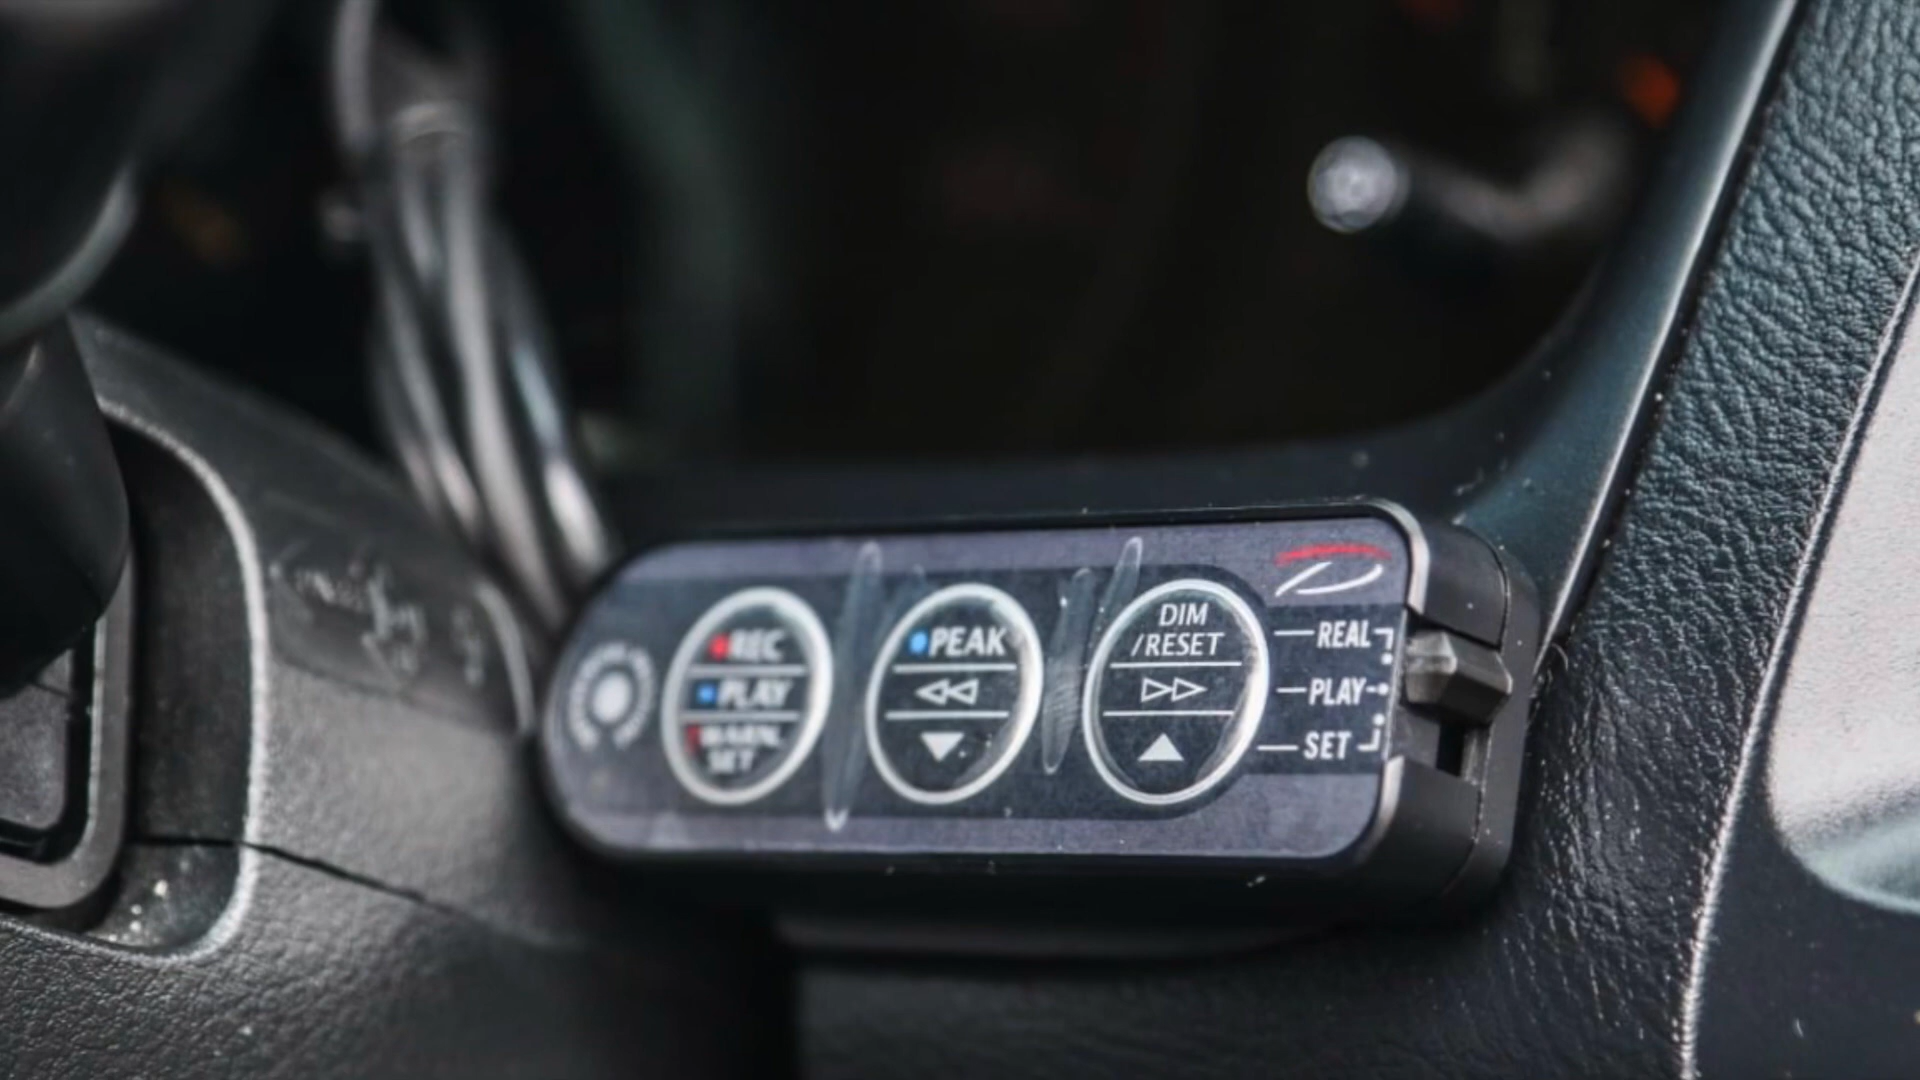 REC
PLAY
WARN.
SET
PEAK
DIM
/RESET
REAL
PLAY
SET